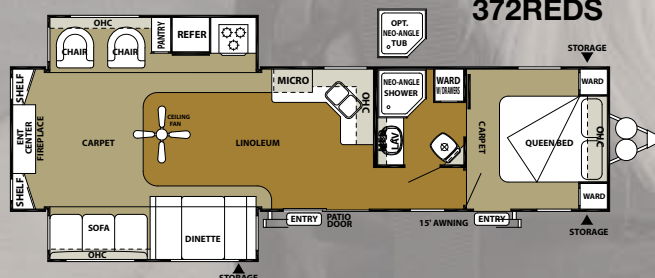 372REDS
OPT.
NEO-ANGLE
TUB
STORAGE
OHC
CHAIR
CHAIR
PANTRY
REFER
SHELF
MICRO
OHC
NEO-ANGLE
SHOWER
WARD
W/ DRAWERS
WARD
ENT
CENTER
FIREPLACE
CARPET
CEILING
FAN
LINOLEUM
LAV
CARPET
QUEEN BED
OHC
SHELF
WARD
SOFA
OHC
DINETTE
ENTRY
PATIO
DOOR
15' AWNING
ENTRY
STORAGE
STORAGE